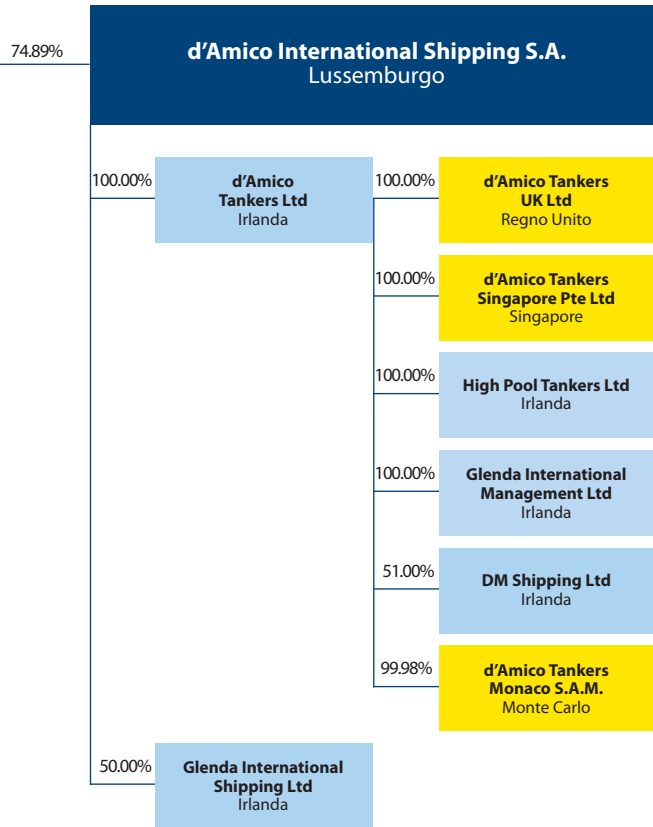 74.89%
d’Amico International Shipping S.A.
Lussemburgo
100.00%
d’Amico
Tankers Ltd
Irlanda
100.00%
d’Amico Tankers
UK Ltd
Regno Unito
100.00%
d’Amico Tankers
Singapore Pte Ltd
Singapore
100.00%
High Pool Tankers Ltd
Irlanda
100.00%
Glenda International
Management Ltd
Irlanda
51.00%
DM Shipping Ltd
Irlanda
99.98%
d’Amico Tankers
Monaco S.A.M.
Monte Carlo
50.00%
Glenda International
Shipping Ltd
Irlanda